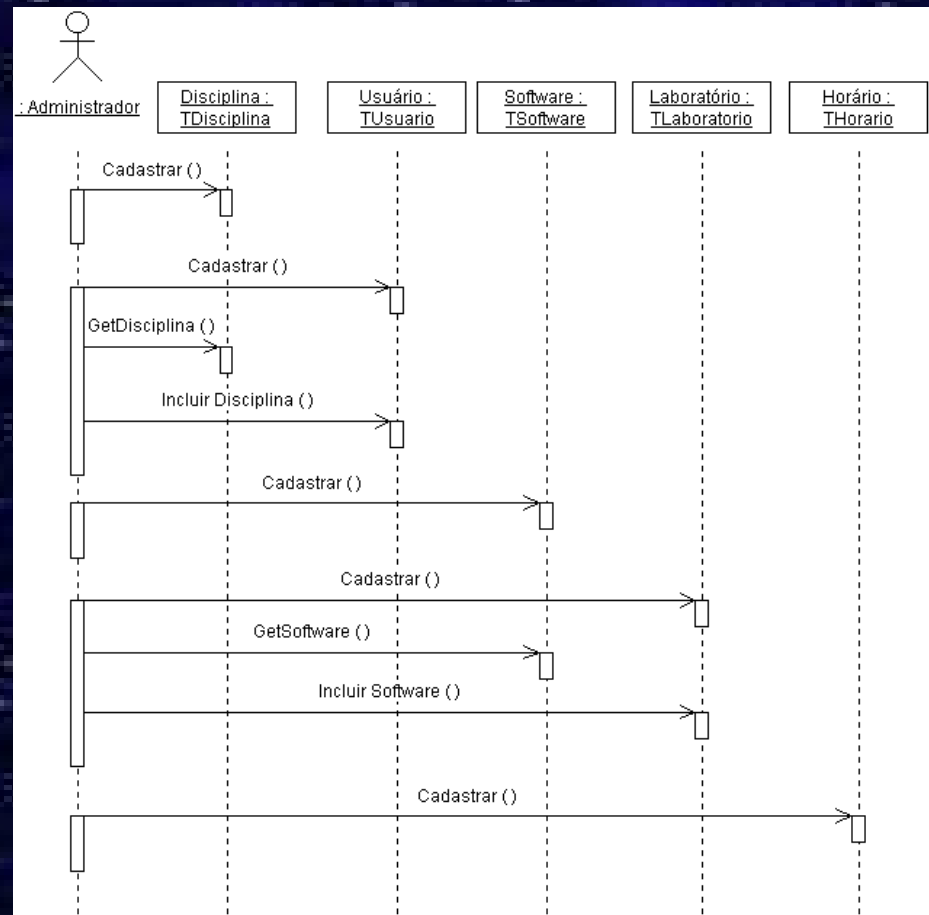 : Administrador
Disciplina :
TDisciplina
Usuário :
TUsuario
Software :
TSoftware
Laboratório :
TLaboratorio
Horário :
THorario
Cadastrar ( )
Cadastrar ( )
GetDisciplina ( )
Incluir Disciplina ( )
Cadastrar ( )
Cadastrar ( )
GetSoftware ( )
Incluir Software ( )
Cadastrar ( )